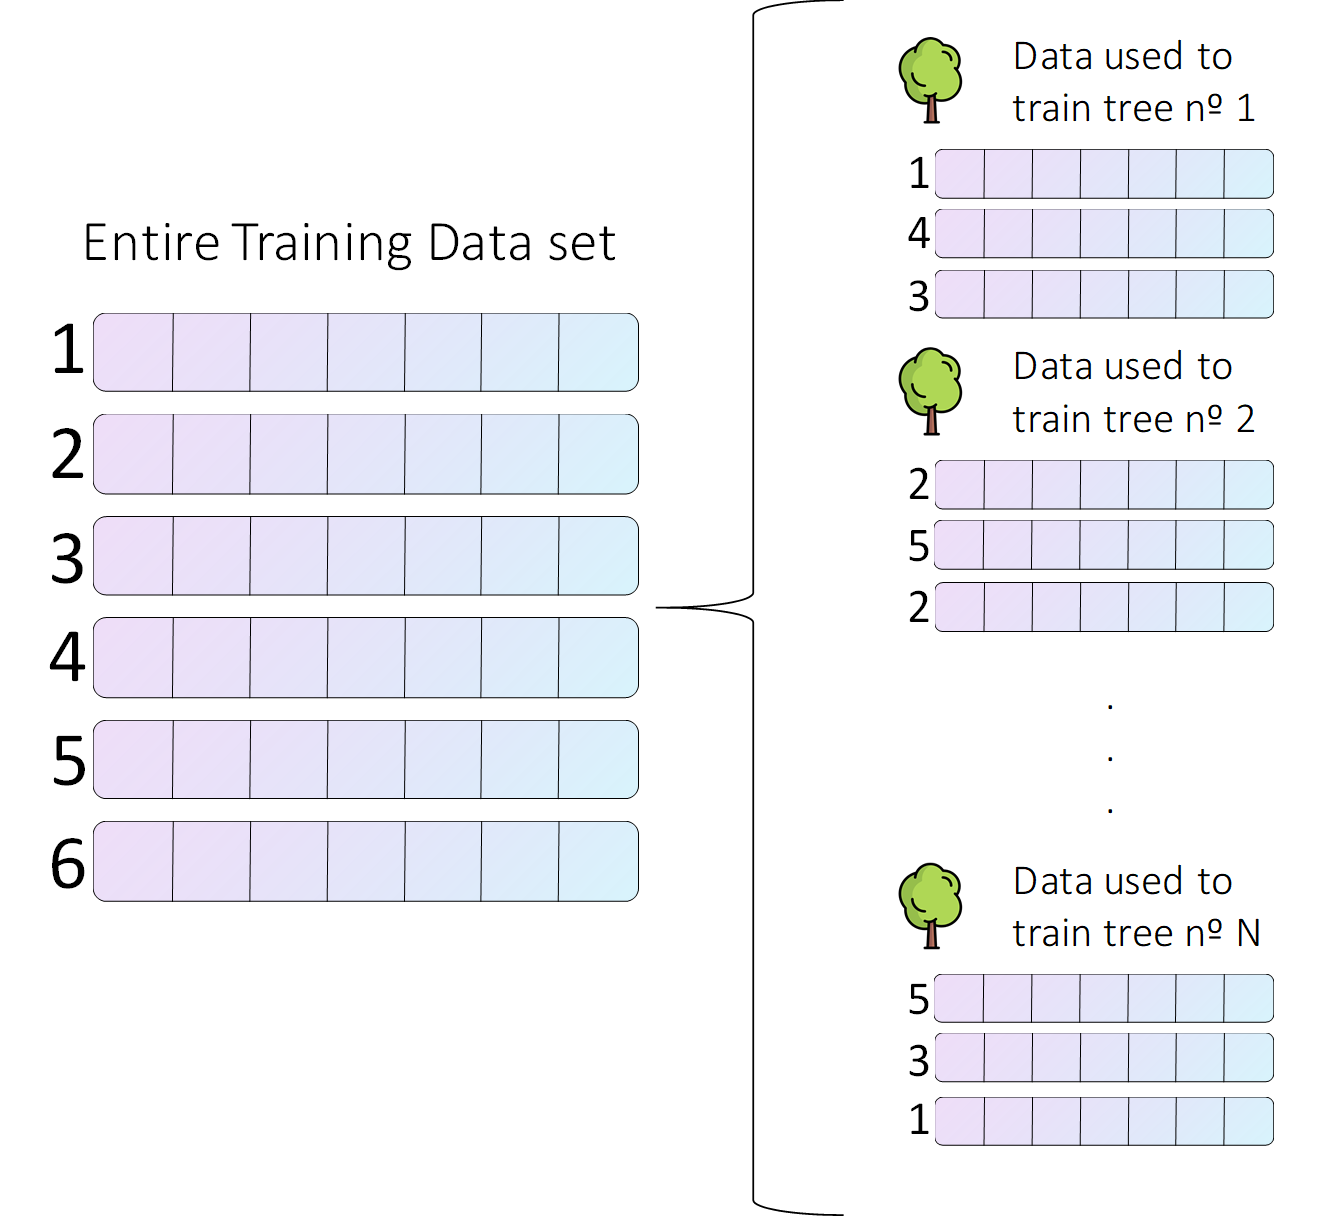 Entire Training Data set
1
2
3
4
5
6
Data used to
train tree nº 1
1
4
3
Data used to
train tree nº 2
2
5
2
.
.
.
Data used to
train tree nº N
5
3
1